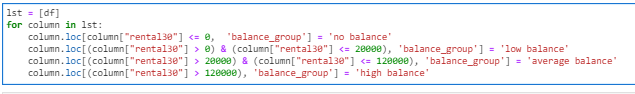 lst = [df]
for column in lst:
    column.loc[column["rental30"] <= 0,  'balance_group'] = 'no balance'
    column.loc[(column["rental30"] > 0) & (column["rental30"] <= 20000), 'balance_group'] = 'low balance'
    column.loc[(column["rental30"] > 20000) & (column["rental30"] <= 120000), 'balance_group'] = 'average balance'
    column.loc[(column["rental30"] > 120000), 'balance_group'] = 'high balance'